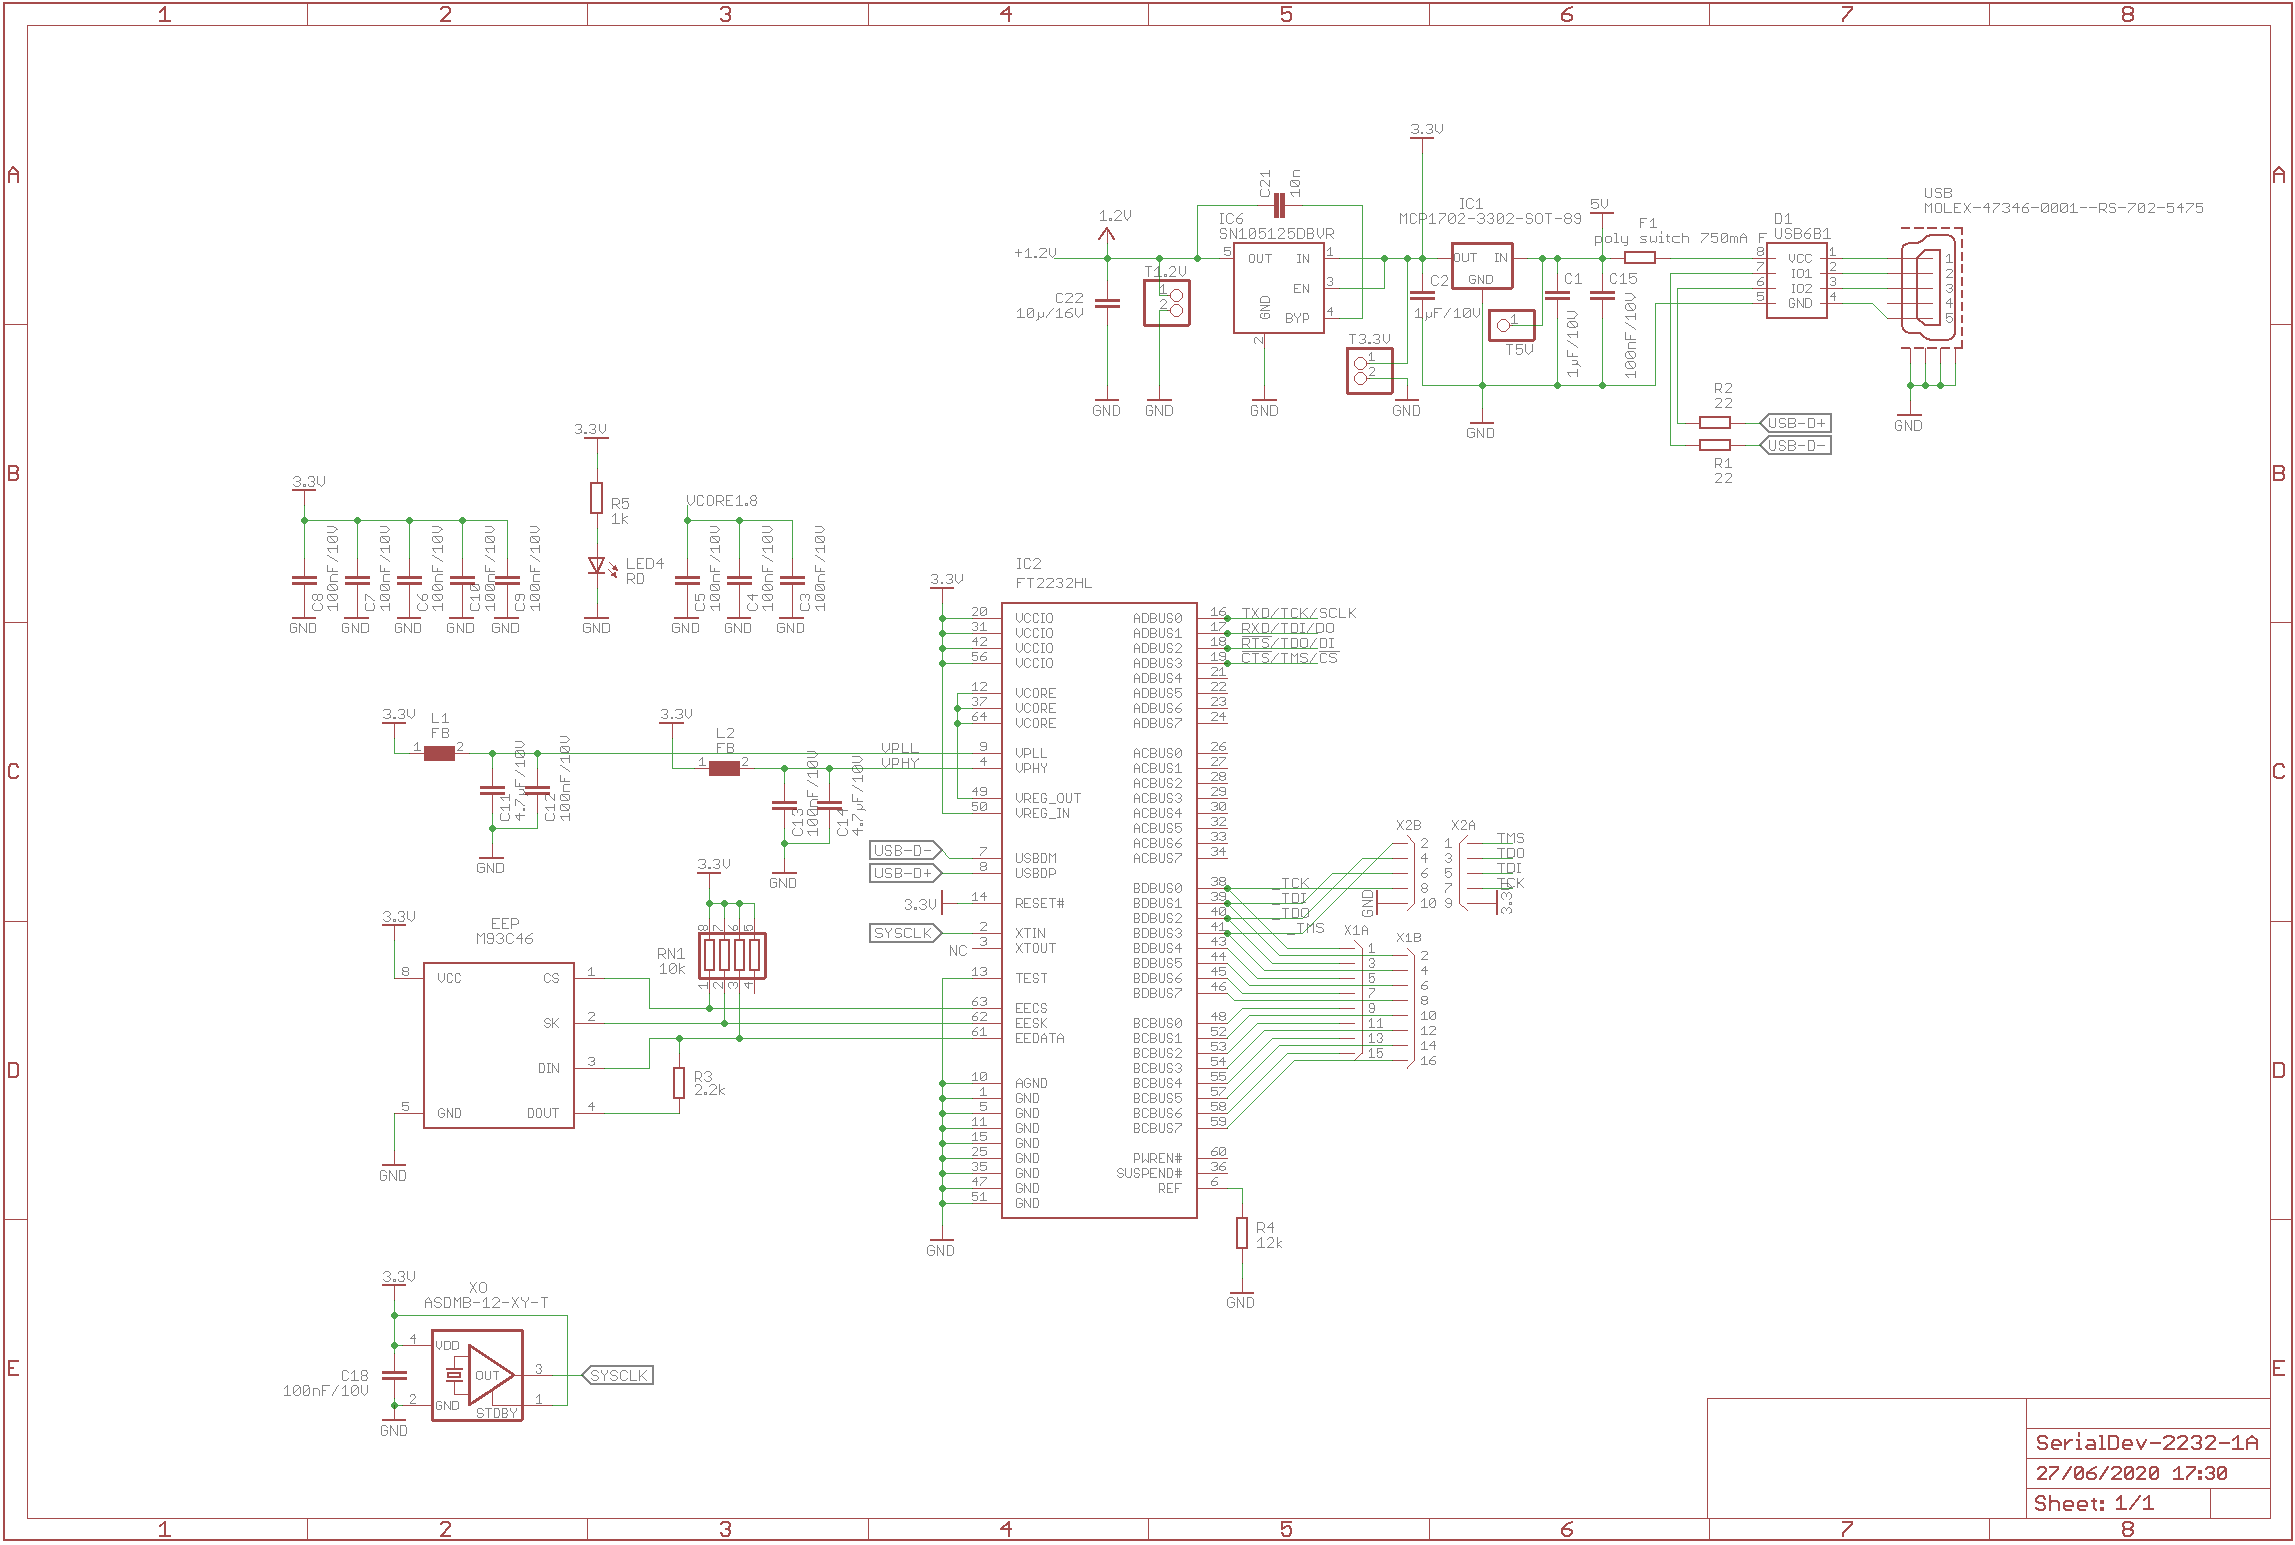 1 2 3 4 5 6 7 8
A
A
3.3V
C21
10n
IC1
MCP1702-3302-SOT-89
5V
F1
poly switch 750mA F
D1
USB6B1
USB
MOLEX-47346-0001--RS-702-5475
1.2V
+1.2V
IC6
SN105125DBVR
5 OUT IN 1
EN 3
BYP 4
GND
2
OUT IN
GND
T1.2V
1
2
C22
10µ/16V
C2
1µF/10V
T5V
1
T3.3V
1
2
C1
1µF/10V
C15
100nF/10V
8 VCC 1
7 IO1 2
6 IO2 3
5 GND 4
1
2
3
4
5
GND
GND
GND
GND
GND
GND
R2
22
USB-D+
USB-D-
R1
22
B
B
3.3V
C8
100nF/10V
C7
100nF/10V
C6
100nF/10V
C10
100nF/10V
C9
100nF/10V
GND
GND
GND
GND
GND
3.3V
R5
1k
LED4
RD
GND
VCORE1.8
C5
100nF/10V
C4
100nF/10V
C3
100nF/10V
GND
GND
GND
C
C
3.3V
L1
FB
1 2
C11
4.7µF/10V
C12
100nF/10V
GND
3.3V
L2
FB
1 2
C13
100nF/10V
C14
4.7µF/10V
GND
VPLL
VPHY
IC2
FT2232HL
3.3V
20 VCCIO
31 VCCIO
42 VCCIO
56 VCCIO
12 VCORE
37 VCORE
64 VCORE
9 VPLL
4 VPHY
49 VREG_OUT
50 VREG_IN
USB-D- 7 USBDM
USB-D+ 8 USBDP
3.3V 14 RESET#
SYSCLK 2 XTIN
NC 3 XTOUT
13 TEST
63 EECS
62 EESK
61 EEDATA
10 AGND
1 GND
5 GND
11 GND
15 GND
25 GND
35 GND
47 GND
51 GND
GND
ADBUS0 16 TXD/TCK/SCLK
ADBUS1 17 RXD/TDI/DO
ADBUS2 18 RTS/TDO/DI
ADBUS3 19 CTS/TMS/CS
ADBUS4 21
ADBUS5 22
ADBUS6 23
ADBUS7 24
ACBUS0 26
ACBUS1 27
ACBUS2 28
ACBUS3 29
ACBUS4 30
ACBUS5 32
ACBUS6 33
ACBUS7 34
BDBUS0 38 _TCK
BDBUS1 39 _TDI
BDBUS2 40 _TDO
BDBUS3 41 _TMS
BDBUS4 43
BDBUS5 44
BDBUS6 45
BDBUS7 46
BCBUS0 48
BCBUS1 52
BCBUS2 53
BCBUS3 54
BCBUS4 55
BCBUS5 57
BCBUS6 58
BCBUS7 59
PWREN# 60
SUSPEND# 36
REF 6
R4
12k
GND
X2B X2A
2 1 TMS
4 3 TDO
6 5 TDI
8 7 TCK
GND 10 9 3.3V
X1A
X1B
1
2
3
4
5
6
7
8
9
10
11
12
13
14
15
16
D
D
3.3V
EEP
M93C46
8 VCC CS 1
SK 2
DIN 3
5 GND DOUT 4
GND
3.3V
RN1
10k
8 7 6 5
1 2 3 4
R3
2.2k
E
E
3.3V
XO
ASDMB-12-XY-T
4 VDD
OUT 3
2 GND
STDBY 1
C18
100nF/10V
GND
SYSCLK
SerialDev-2232-1A
27/06/2020 17:30
Sheet: 1/1
1 2 3 4 5 6 7 8